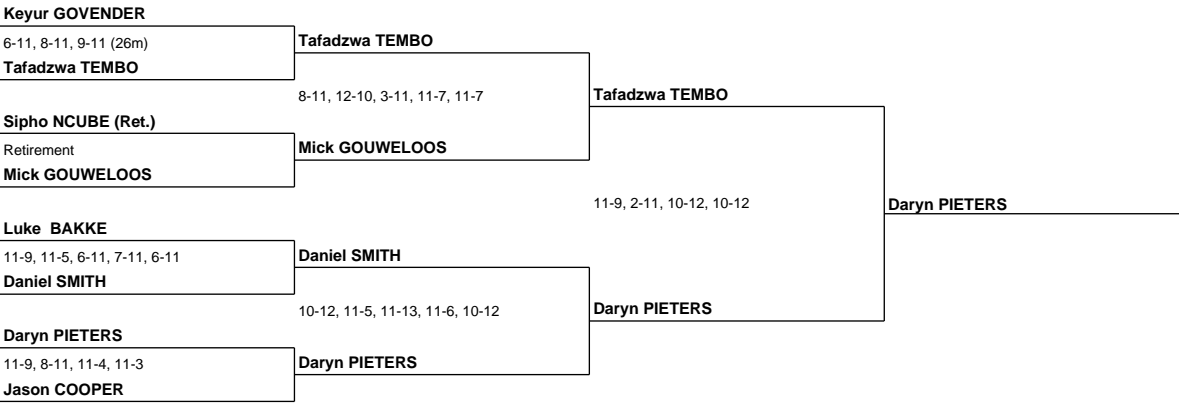 Keyur GOVENDER
6-11, 8-11, 9-11 (26m)
Tafadzwa TEMBO
Tafadzwa TEMBO
8-11, 12-10, 3-11, 11-7, 11-7
Tafadzwa TEMBO
Sipho NCUBE (Ret.)
Retirement
Mick GOUWELOOS
Mick GOUWELOOS
11-9, 2-11, 10-12, 10-12
Daryn PIETERS
Luke  BAKKE
11-9, 11-5, 6-11, 7-11, 6-11
Daniel SMITH
Daniel SMITH
10-12, 11-5, 11-13, 11-6, 10-12
Daryn PIETERS
Daryn PIETERS
11-9, 8-11, 11-4, 11-3
Daryn PIETERS
Jason COOPER